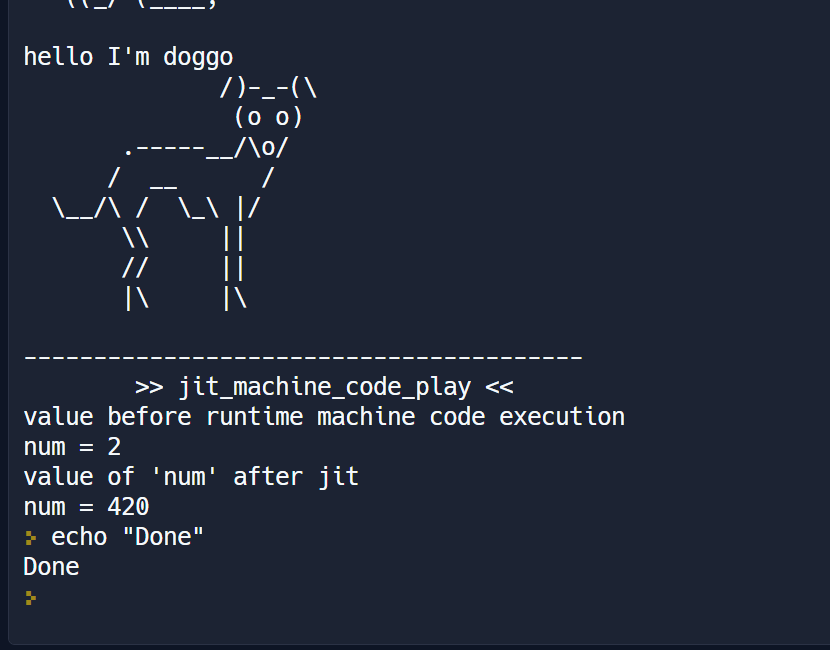 hello I'm doggo
              /)-_-(\
               (o o)
       .-----__/\o/
      /  __      /
  \__/\ /  \_\ |/
       \\     ||
       //     ||
       |\     |\
----------------------------------------
        >> jit_machine_code_play <<
value before runtime machine code execution
num = 2
value of 'num' after jit
num = 420
echo "Done"
Done